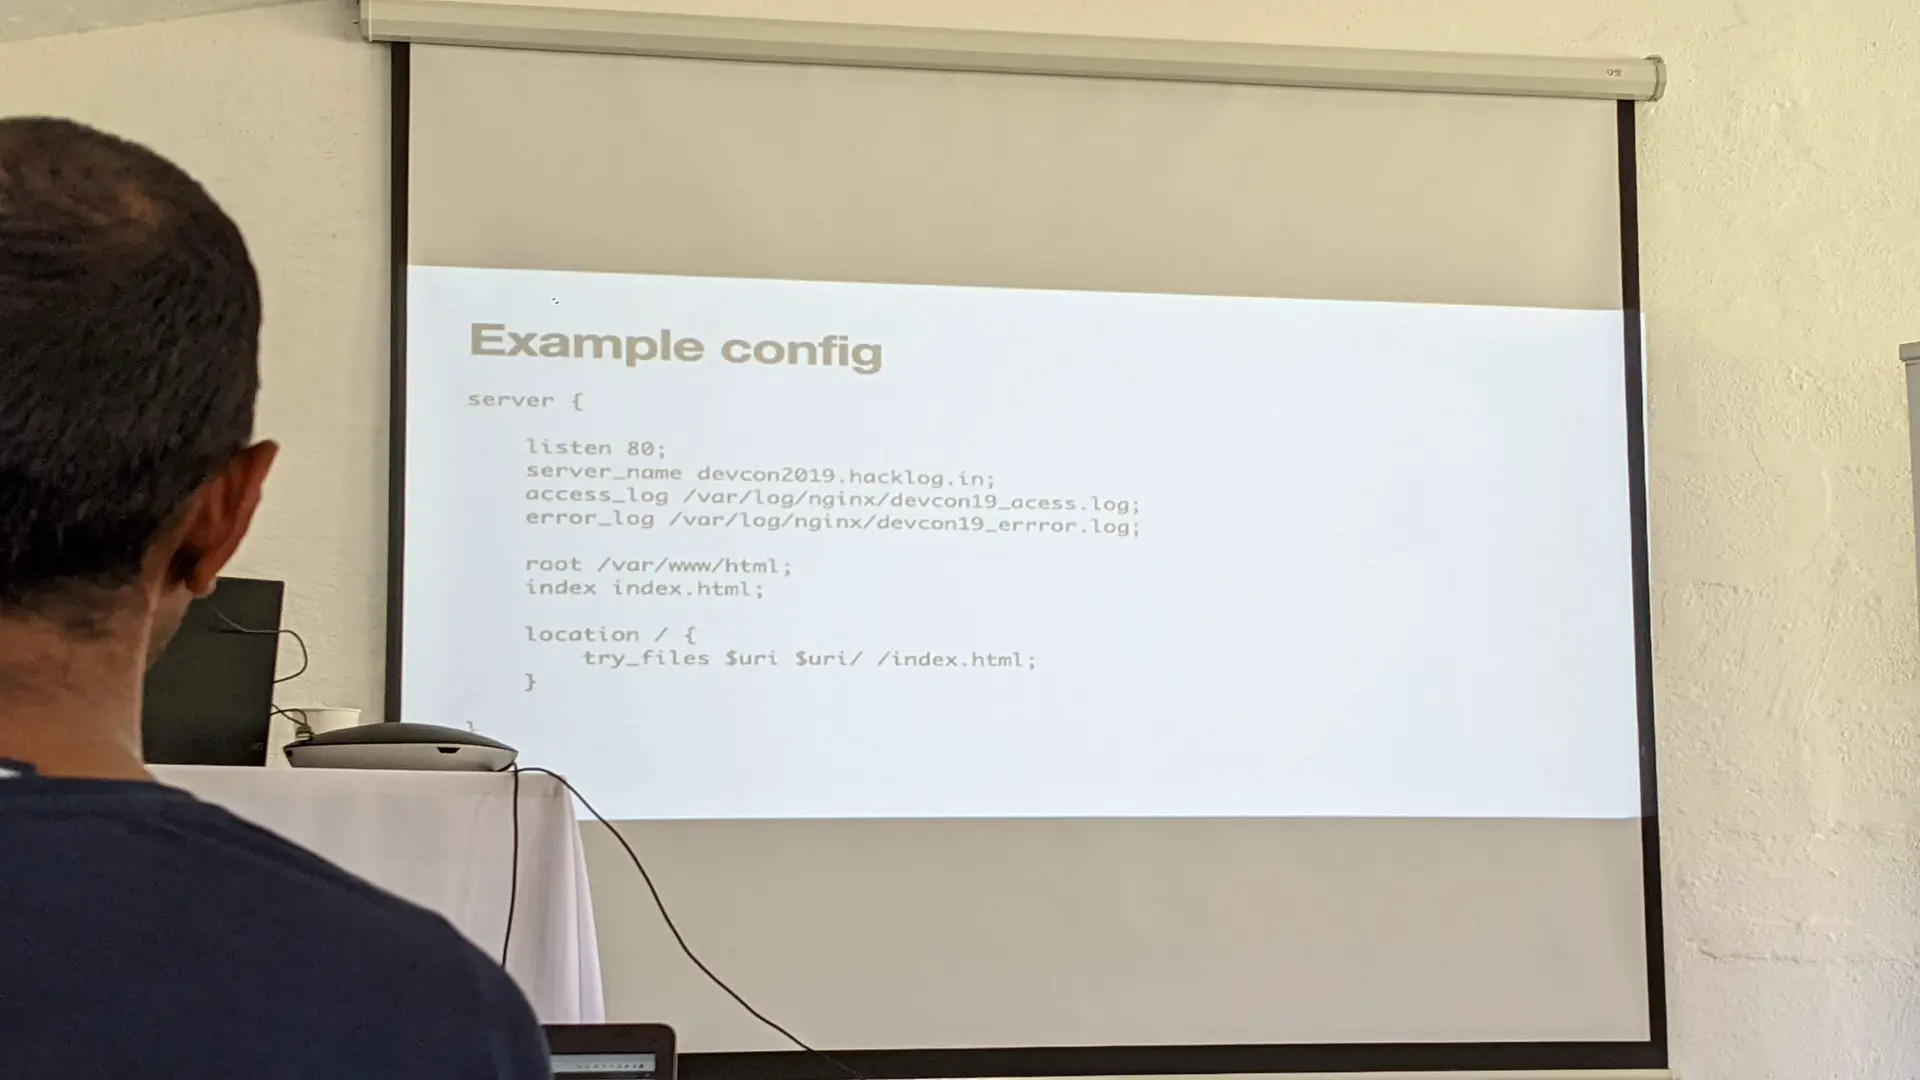 Example config
server {
listen 80;
server_name devcon2019.hacklog.in;
access_log /var/log/nginx/devcon19_acess.log;
error_log /var/log/nginx/devcon19_errror.log;
root /var/www/html;
index index.html;
location / {
try_files $uri $uri/ /index.html;
}
}